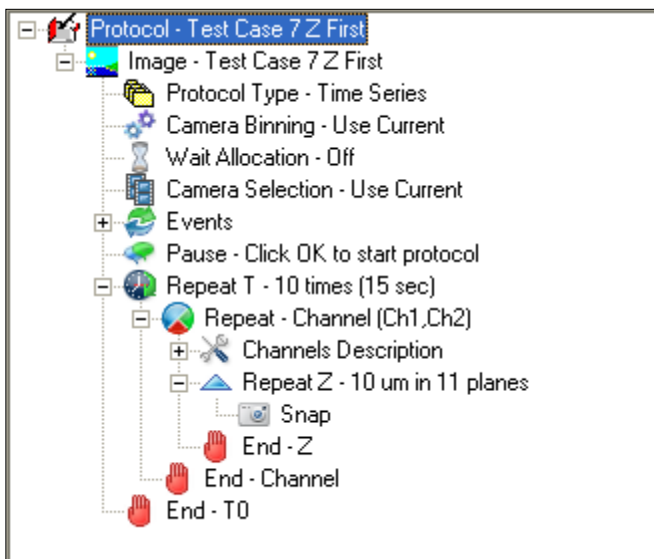 Protocol - Test Case 7 Z First
Image - Test Case 7 Z First
Protocol Type - Time Series
Camera Binning - Use Current
Wait Allocation - Off
Camera Selection - Use Current
Events
Pause - Click OK to start protocol
Repeat T - 10 times (15 sec)
Repeat - Channel (Ch1,Ch2)
Channels Description
Repeat Z - 10 um in 11 planes
Snap
End - Z
End - Channel
End - T0